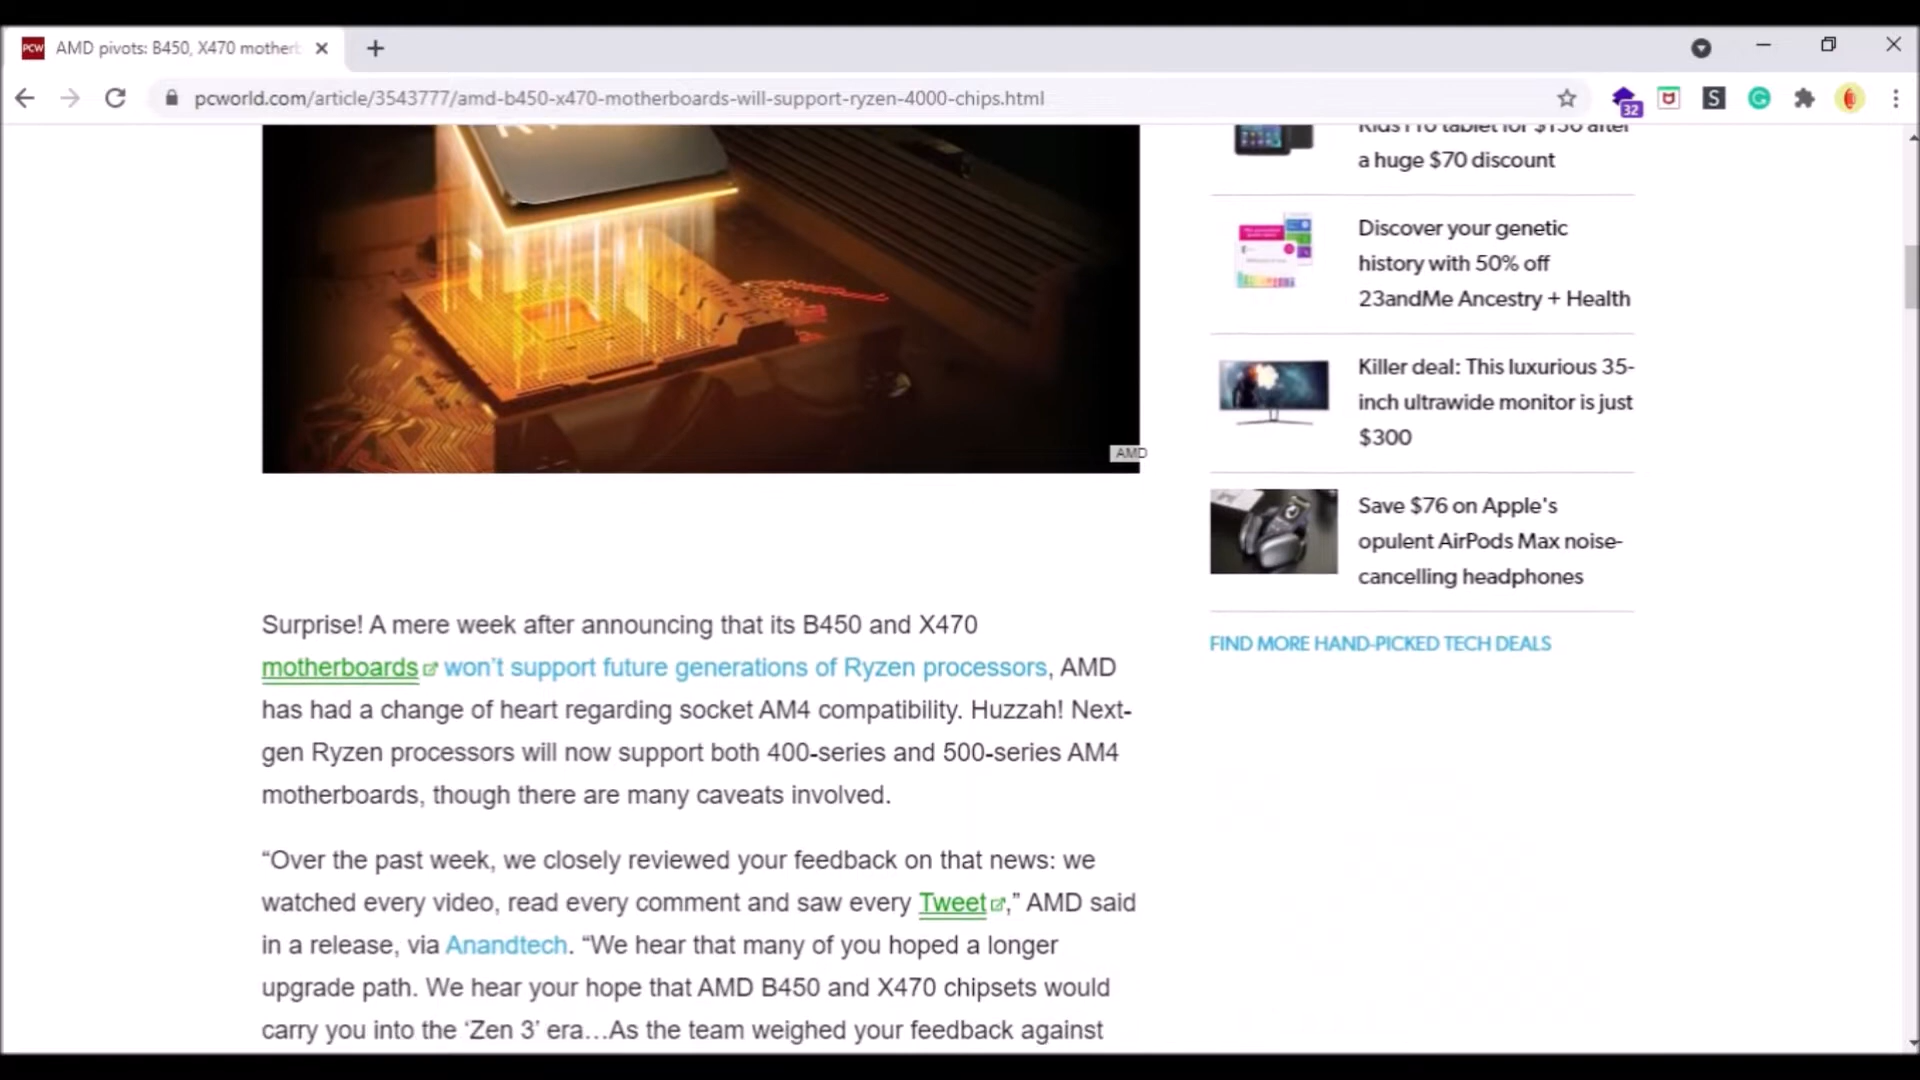 AMD pivots: B450, X470 mother
pcworld.com/article/3543777/amd-b450-x470-motherboards-will-support-ryzen-4000-chips.html
32
AMD
Surprise! A mere week after announcing that its B450 and X470
motherboards won't support future generations of Ryzen processors, AMD
has had a change of heart regarding socket AM4 compatibility. Huzzah! Next-
gen Ryzen processors will now support both 400-series and 500-series AM4
motherboards, though there are many caveats involved.
“Over the past week, we closely reviewed your feedback on that news: we
watched every video, read every comment and saw every Tweet,” AMD said
in a release, via Anandtech. “We hear that many of you hoped a longer
upgrade path. We hear your hope that AMD B450 and X470 chipsets would
carry you into the ‘Zen 3’ era…As the team weighed your feedback against
Kids Pro tablet for $130 after
a huge $70 discount
Discover your genetic
history with 50% off
23andMe Ancestry + Health
Killer deal: This luxurious 35-
inch ultrawide monitor is just
$300
Save $76 on Apple's
opulent AirPods Max noise-
cancelling headphones
FIND MORE HAND-PICKED TECH DEALS